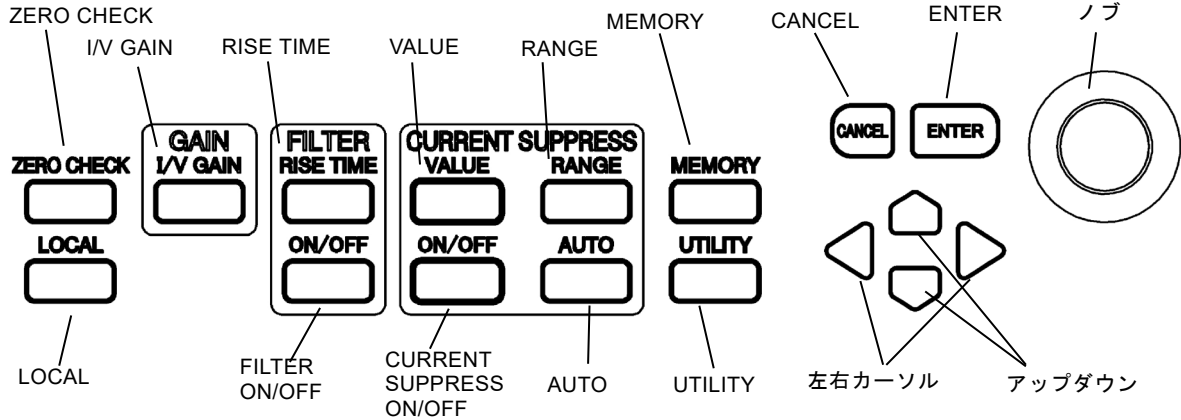 ZERO CHECK
I/V GAIN
RISE TIME
VALUE
RANGE
MEMORY
CANCEL
ENTER
ノブ
GAIN
FILTER
CURRENT SUPPRESS
ZERO CHECK
I/V GAIN
RISE TIME
VALUE
RANGE
MEMORY
CANCEL
ENTER
LOCAL
ON/OFF
ON/OFF
AUTO
UTILITY
LOCAL
FILTER
ON/OFF
CURRENT
SUPPRESS
ON/OFF
AUTO
UTILITY
左右カーソル
アップダウン